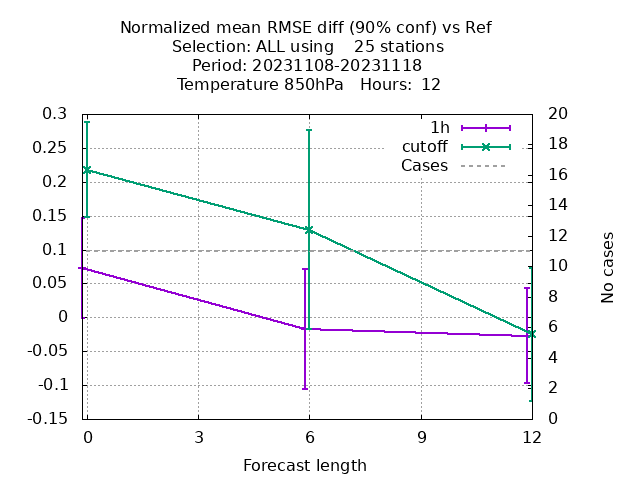 Normalized mean RMSE diff (90% conf) vs Ref
Selection: ALL using    25 stations
Period: 20231108-20231118
Temperature 850hPa   Hours:  12
0.3
0.25
0.2
0.15
0.1
0.05
0
-0.05
-0.1
-0.15
1h
cutoff
Cases
20
18
16
14
12
10
8
6
4
2
0
No cases
0 3 6 9 12
Forecast length